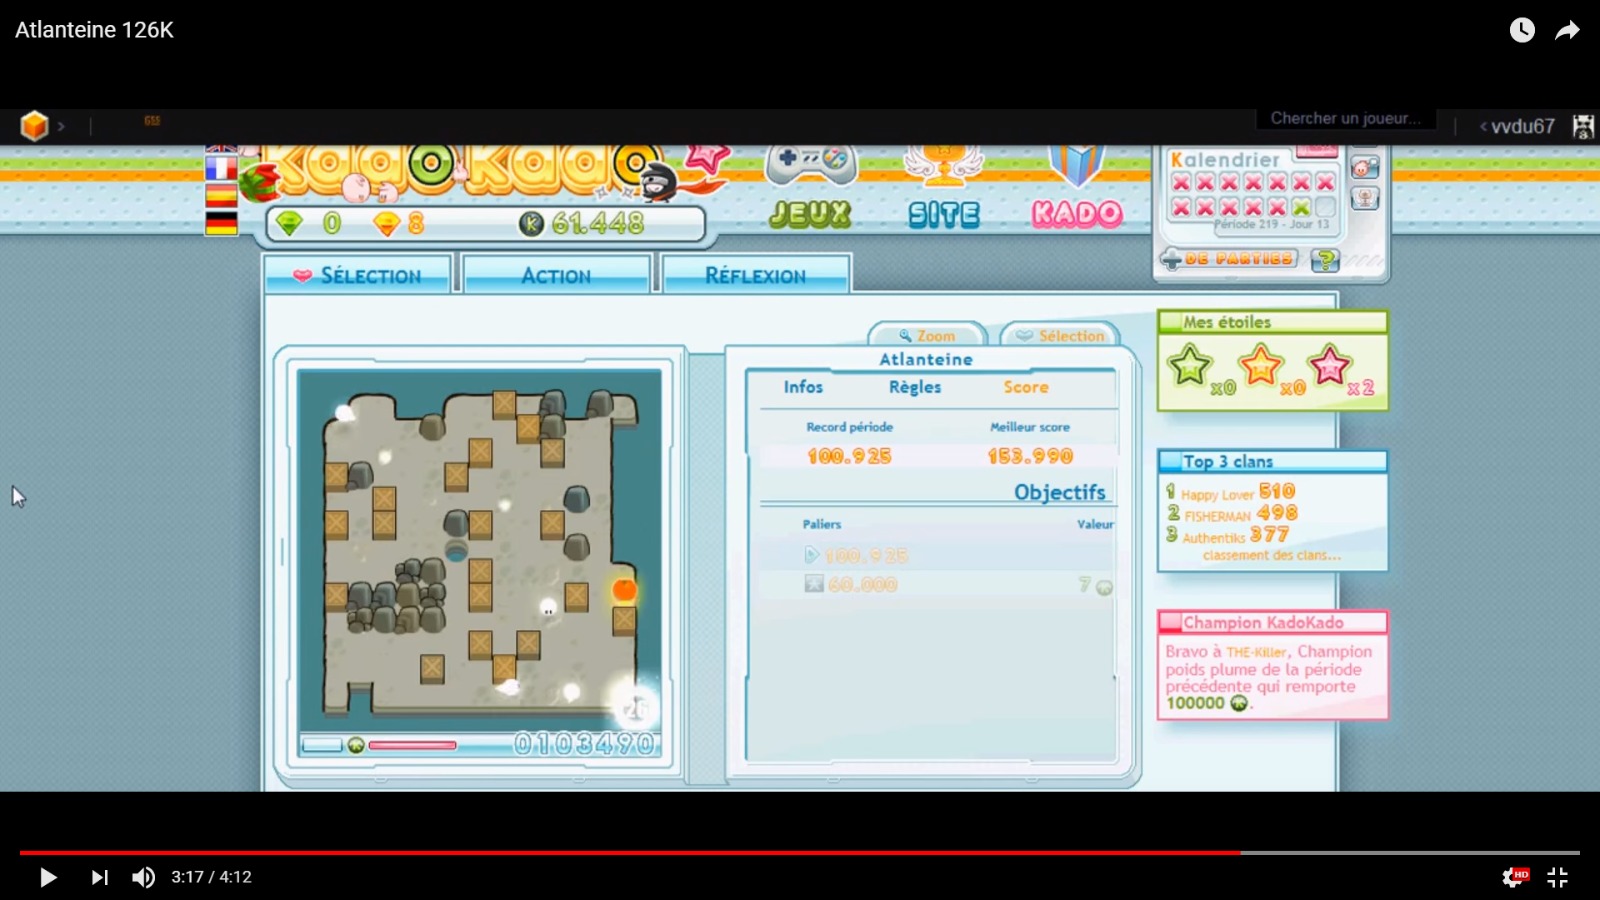 Atlanteine 126K
Chercher un joueur...
vvdu67
3
KadoKado
0 8 K 61.448
JEUX SITE KADO
Kalendrier
Période 219 - Jour 13
DE PARTIES ?
SÉLECTION ACTION RÉFLEXION
Zoom Sélection
Atlanteine
Infos Règles Score
Record période Meilleur score
100.925 153.990
Objectifs
Paliers Valeur
100.925
60.000 7
26
0103490
Mes étoiles
x0 x0 x2
Top 3 clans
1 Happy Lover 510
2 FISHERMAN 498
3 Authentiks 377
classement des clans...
Champion KadoKado
Bravo à THE-Killer, Champion
poids plume de la période
précédente qui remporte
100000 .
3:17 / 4:12
HD